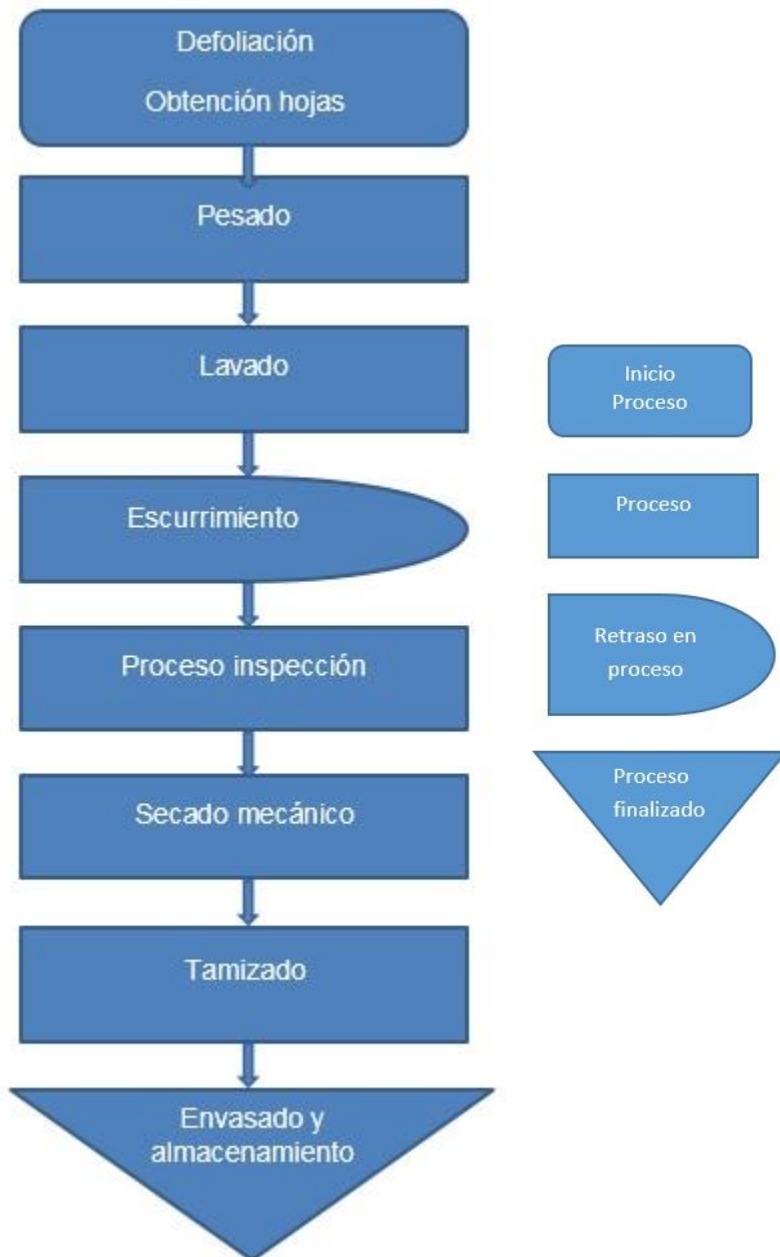 Defoliación
Obtención hojas
Pesado
Lavado
Escurrimiento
Proceso inspección
Secado mecánico
Tamizado
Envasado y
almacenamiento
Inicio
Proceso
Proceso
Retraso en
proceso
Proceso
finalizado